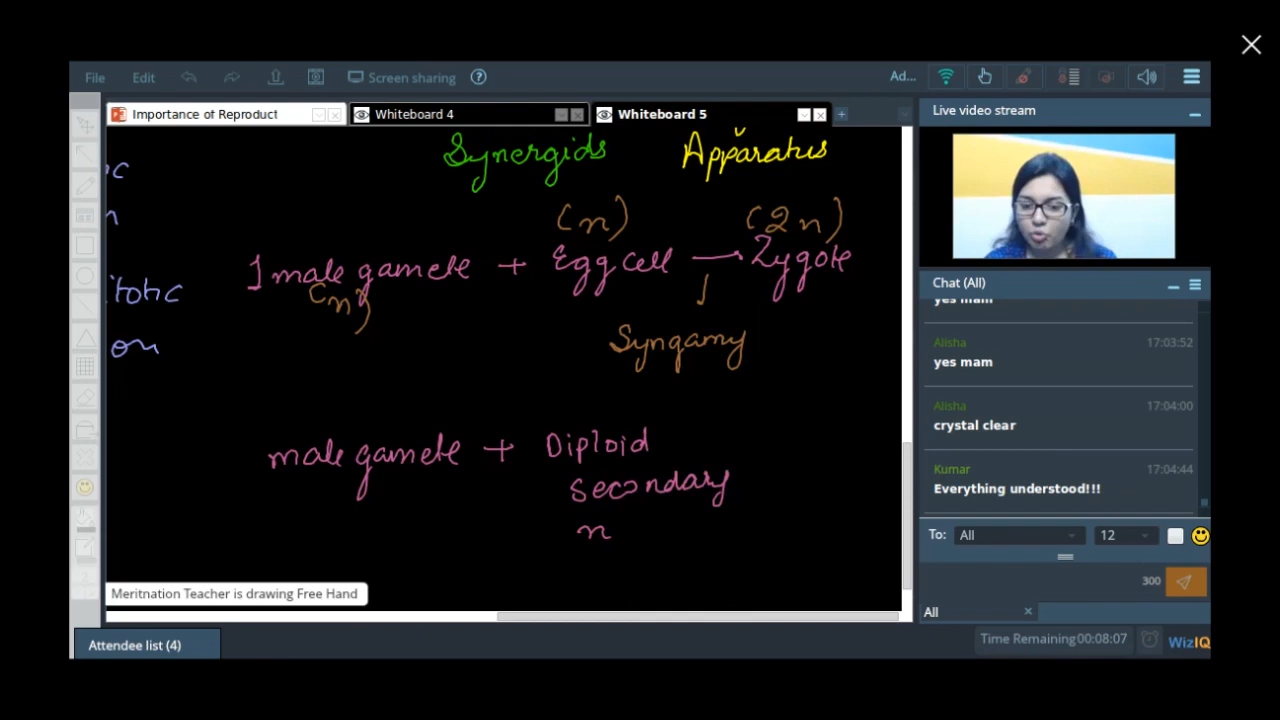 File Edit Screen sharing ? Ad...
Importance of Reproduct Whiteboard 4 Whiteboard 5 +
Live video stream
Synergids Apparatus
(n) (2n)
1 male gamete + Egg cell → Zygote
(n)
Syngamy
itotic
on
male gamete + Diploid
Secondary
n
Meritnation Teacher is drawing Free Hand
Attendee list (4)
Chat (All)
yes mam
Alisha 17:03:52
yes mam
Alisha 17:04:00
crystal clear
Kumar 17:04:44
Everything understood!!!
To: All 12
300
All
Time Remaining 00:08:07 WizIQ